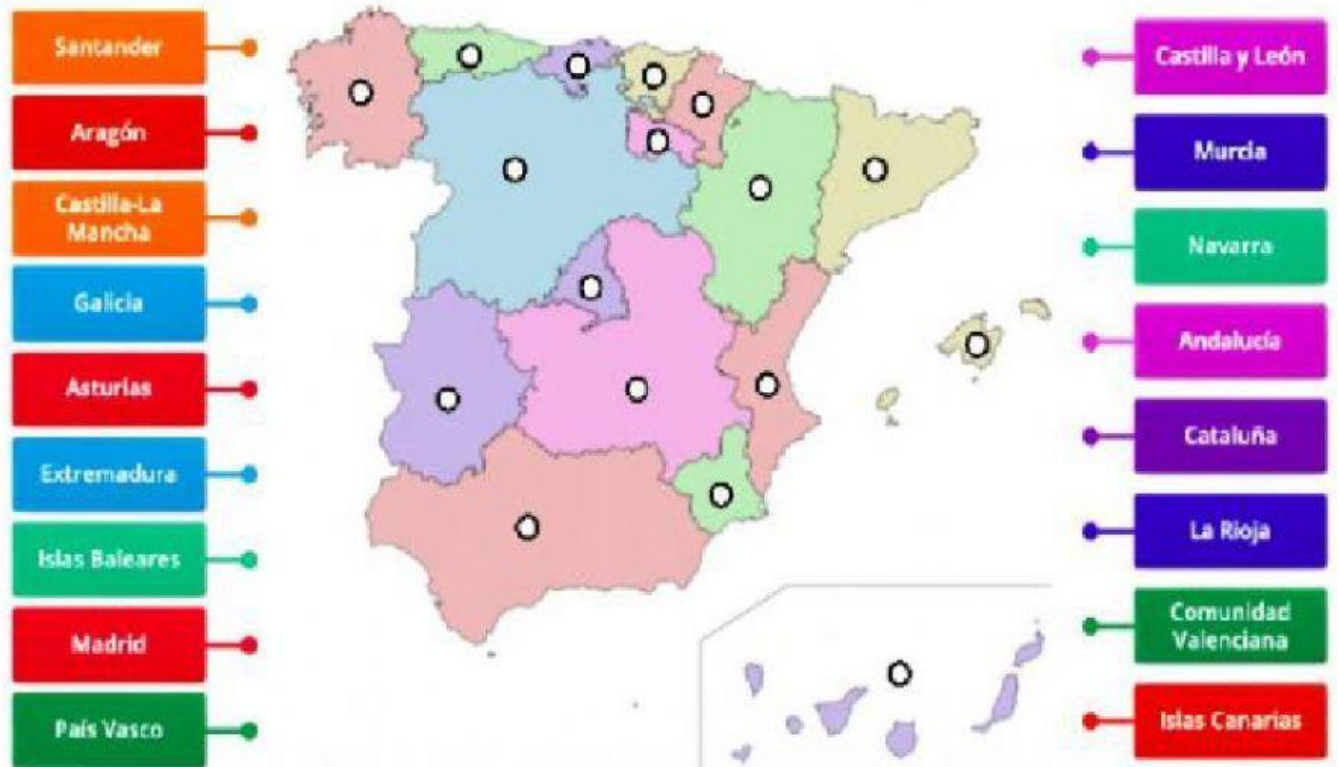 Santander
Aragón
Castilla-La
Mancha
Galicia
Asturias
Extremadura
Islas Baleares
Madrid
País Vasco
Castilla y León
Murcia
Navarra
Andalucía
Cataluña
La Rioja
Comunidad
Valenciana
Islas Canarias